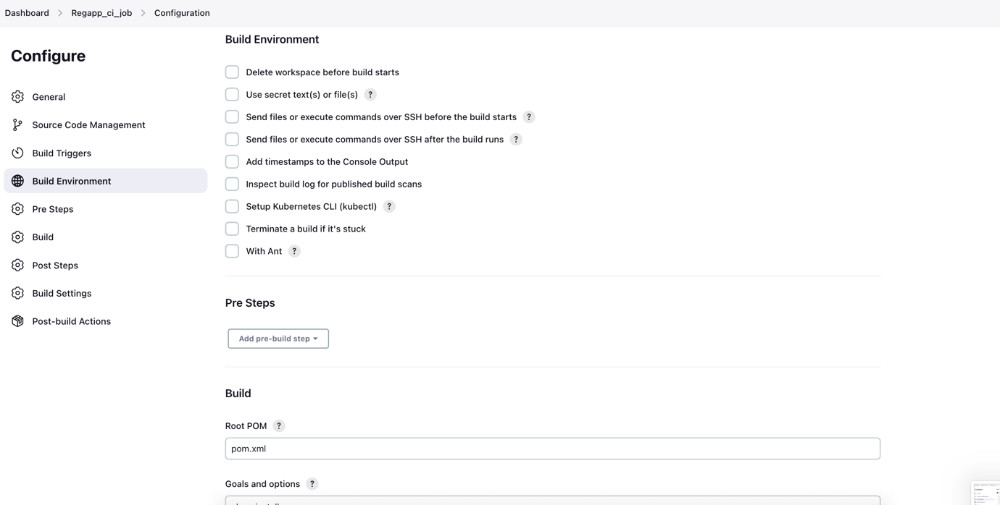 Dashboard > Regapp_ci_job > Configuration
Configure
General
Source Code Management
Build Triggers
Build Environment
Pre Steps
Build
Post Steps
Build Settings
Post-build Actions
Build Environment
Delete workspace before build starts
Use secret text(s) or file(s) ?
Send files or execute commands over SSH before the build starts ?
Send files or execute commands over SSH after the build runs ?
Add timestamps to the Console Output
Inspect build log for published build scans
Setup Kubernetes CLI (kubectl) ?
Terminate a build if it's stuck
With Ant ?
Pre Steps
Add pre-build step
Build
Root POM ?
pom.xml
Goals and options ?